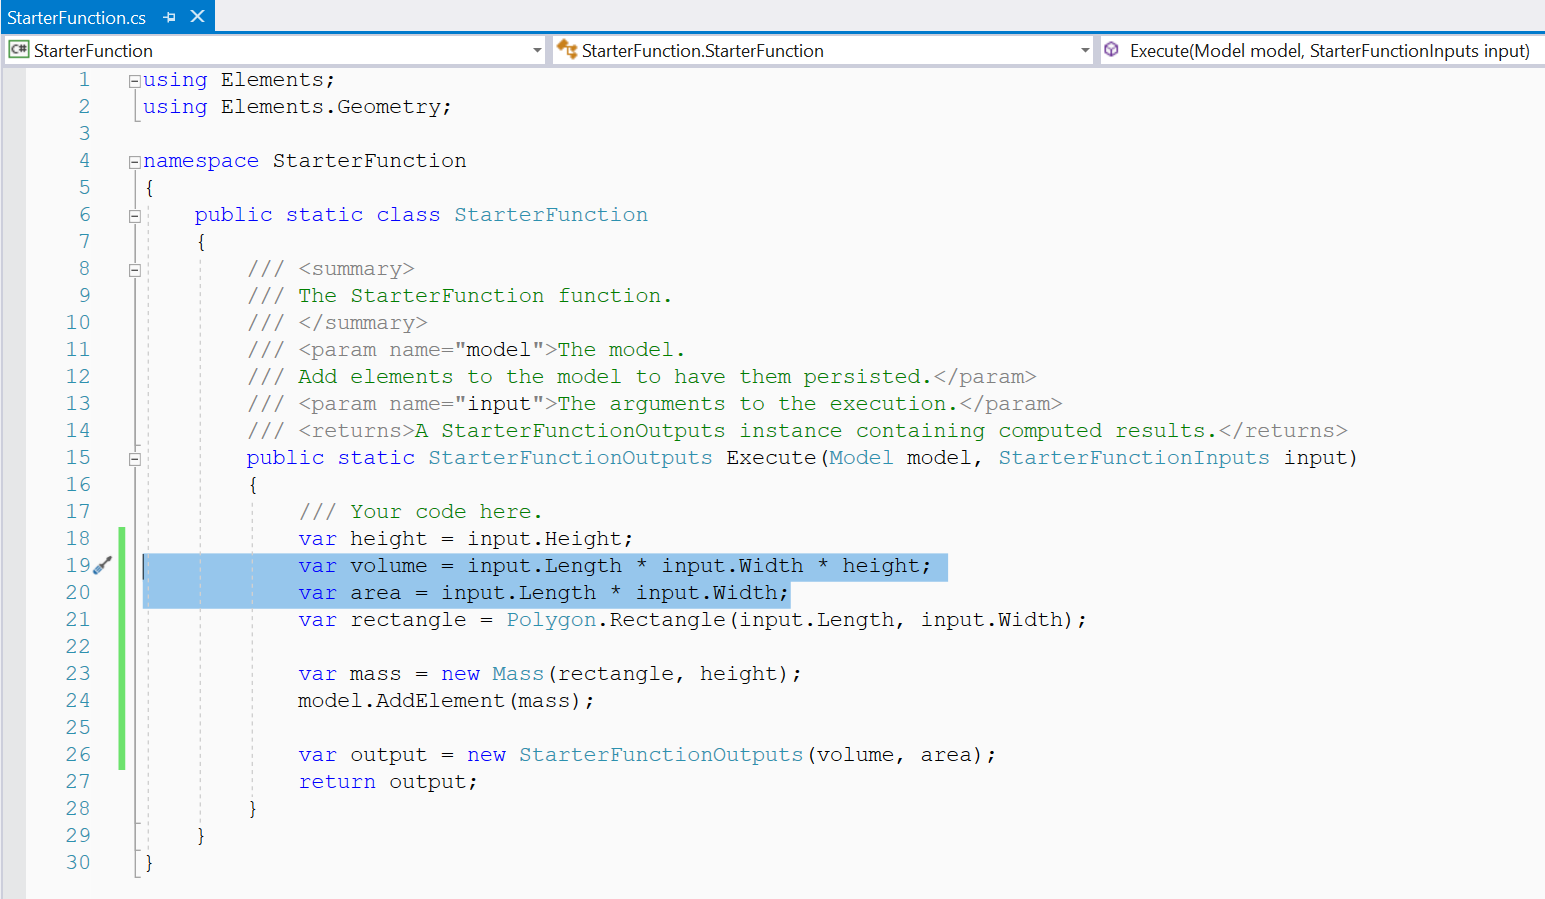 StarterFunction.cs
C# StarterFunction StarterFunction.StarterFunction Execute(Model model, StarterFunctionInputs input)
1 using Elements;
2 using Elements.Geometry;
3
4 namespace StarterFunction
5 {
6 public static class StarterFunction
7 {
8 /// <summary>
9 /// The StarterFunction function.
10 /// </summary>
11 /// <param name="model">The model.
12 /// Add elements to the model to have them persisted.</param>
13 /// <param name="input">The arguments to the execution.</param>
14 /// <returns>A StarterFunctionOutputs instance containing computed results.</returns>
15 public static StarterFunctionOutputs Execute(Model model, StarterFunctionInputs input)
16 {
17 /// Your code here.
18 var height = input.Height;
19 var volume = input.Length * input.Width * height;
20 var area = input.Length * input.Width;
21 var rectangle = Polygon.Rectangle(input.Length, input.Width);
22
23 var mass = new Mass(rectangle, height);
24 model.AddElement(mass);
25
26 var output = new StarterFunctionOutputs(volume, area);
27 return output;
28 }
29 }
30 }